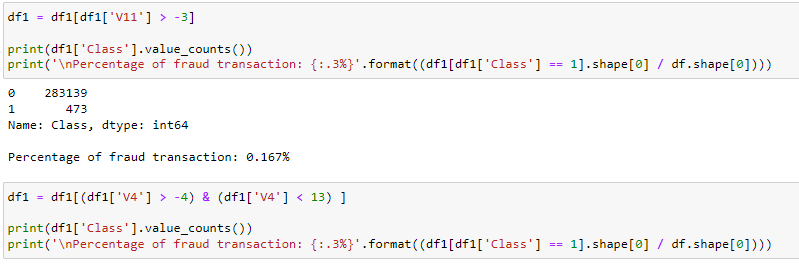 df1 = df1[df1['V11'] > -3]
print(df1['Class'].value_counts())
print('\nPercentage of fraud transaction: {:.3%}'.format((df1[df1['Class'] == 1].shape[0] / df.shape[0])))
0    283139
1       473
Name: Class, dtype: int64
Percentage of fraud transaction: 0.167%
df1 = df1[(df1['V4'] > -4) & (df1['V4'] < 13) ]
print(df1['Class'].value_counts())
print('\nPercentage of fraud transaction: {:.3%}'.format((df1[df1['Class'] == 1].shape[0] / df.shape[0])))